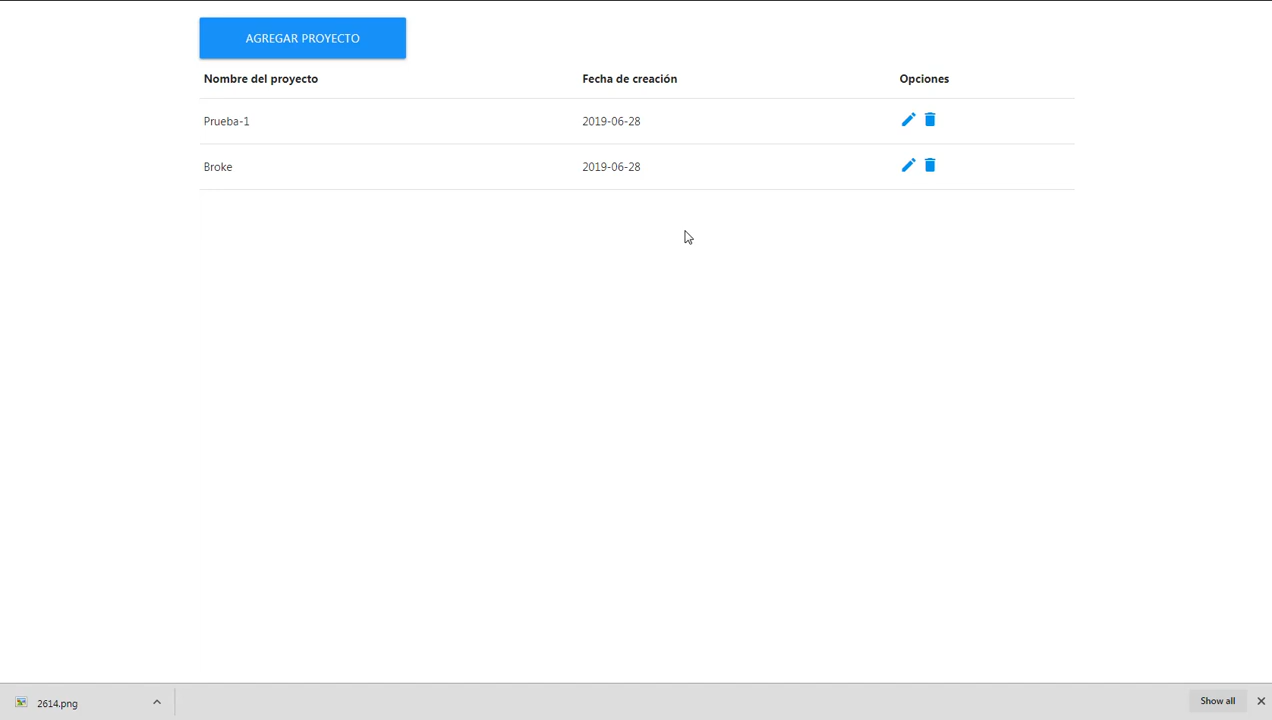 AGREGAR PROYECTO
Nombre del proyecto Fecha de creación Opciones
Prueba-1 2019-06-28
Broke 2019-06-28
2614.png Show all